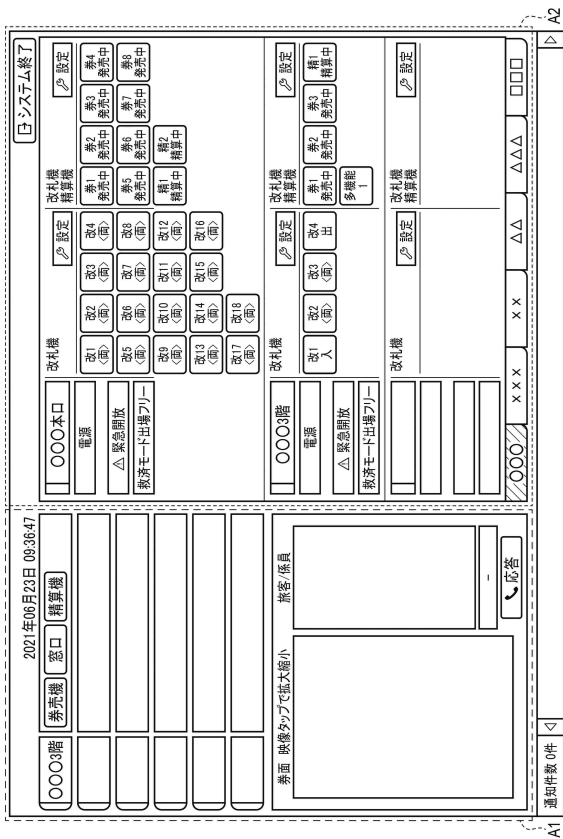 2021年06月23日 09:36:47
システム終了
〇〇〇3階
券売機
窓口
精算機
券面 映像タップで拡大縮小
旅客/係員
-
応答
〇〇〇本口
電源
⚠ 緊急開放
救済モード出場フリー
改札機
設定
改1 〈両〉
改2 〈両〉
改3 〈両〉
改4 〈両〉
改5 〈両〉
改6 〈両〉
改7 〈両〉
改8 〈両〉
改9 〈両〉
改10 〈両〉
改11 〈両〉
改12 〈両〉
改13 〈両〉
改14 〈両〉
改15 〈両〉
改16 〈両〉
改17 〈両〉
改18 〈両〉
改札機
精算機
設定
券1 発売中
券2 発売中
券3 発売中
券4 発売中
券5 発売中
券6 発売中
券7 発売中
券8 発売中
精1 精算中
精2 精算中
〇〇〇3階
電源
⚠ 緊急開放
救済モード出場フリー
改札機
設定
改1 入
改2 〈両〉
改3 〈両〉
改4 出
改札機
精算機
設定
券1 発売中
券2 発売中
券3 発売中
精1 精算中
多機能 1
改札機
設定
改札機
精算機
設定
〇〇〇
×××
××
△△
△△△
□□□
通知件数 0件
◁
▷
A1
A2